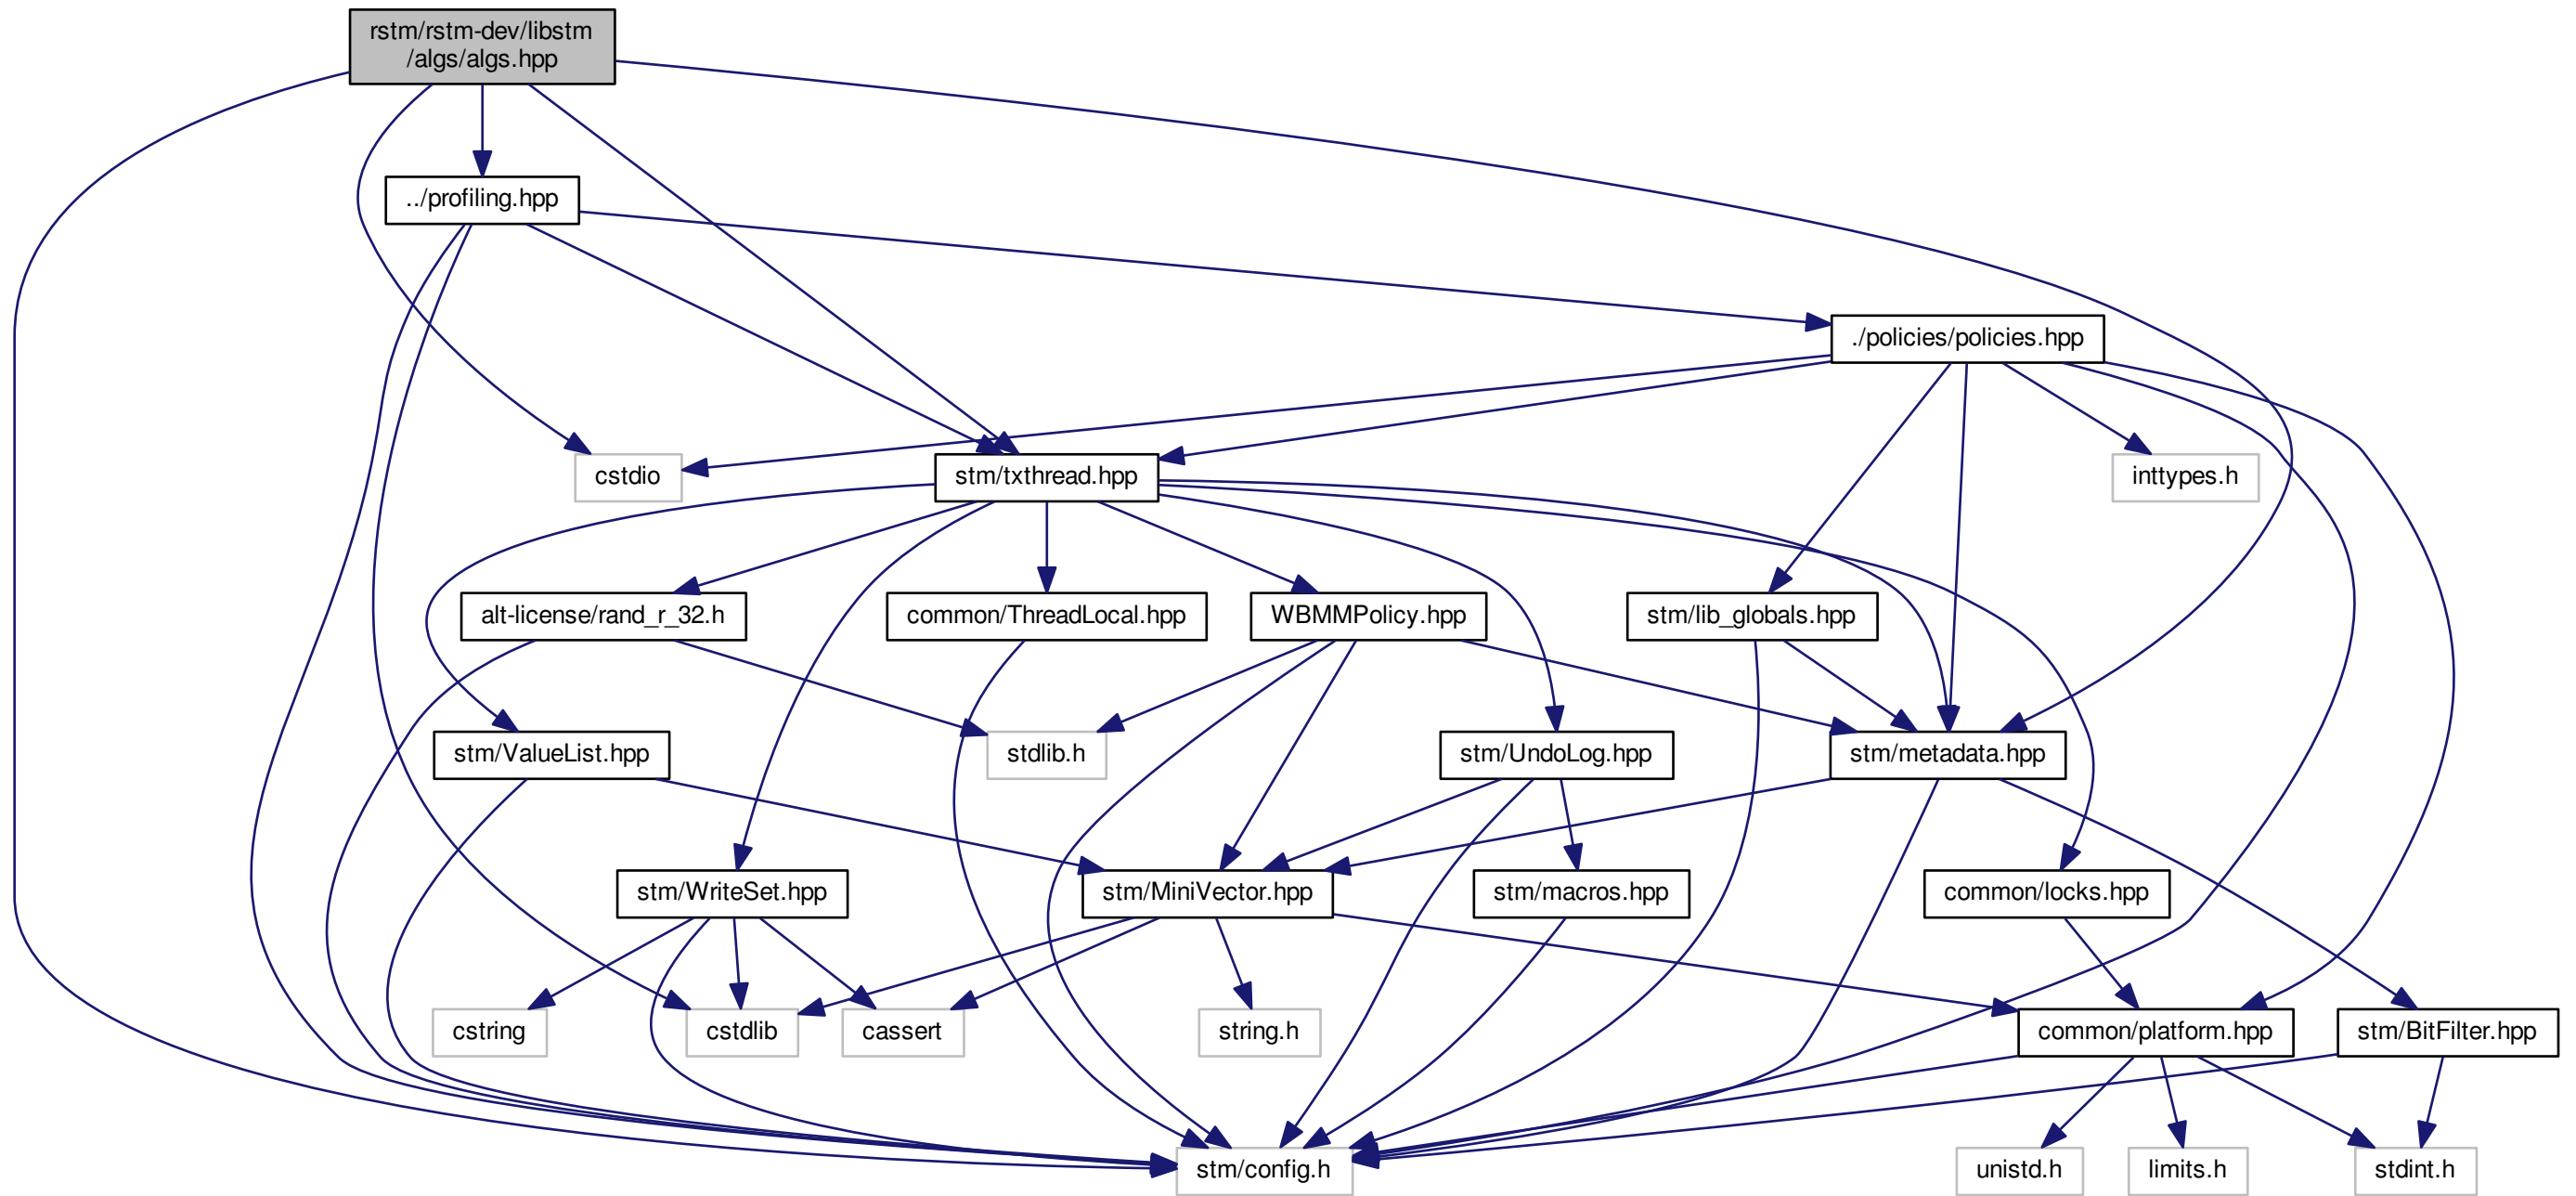 rstm/rstm-dev/libstm
/algs/algs.hpp
../profiling.hpp
./policies/policies.hpp
cstdio
stm/txthread.hpp
inttypes.h
alt-license/rand_r_32.h
common/ThreadLocal.hpp
WBMMPolicy.hpp
stm/lib_globals.hpp
stm/ValueList.hpp
stdlib.h
stm/UndoLog.hpp
stm/metadata.hpp
stm/WriteSet.hpp
stm/MiniVector.hpp
stm/macros.hpp
common/locks.hpp
cstring
cstdlib
cassert
string.h
common/platform.hpp
stm/BitFilter.hpp
stm/config.h
unistd.h
limits.h
stdint.h